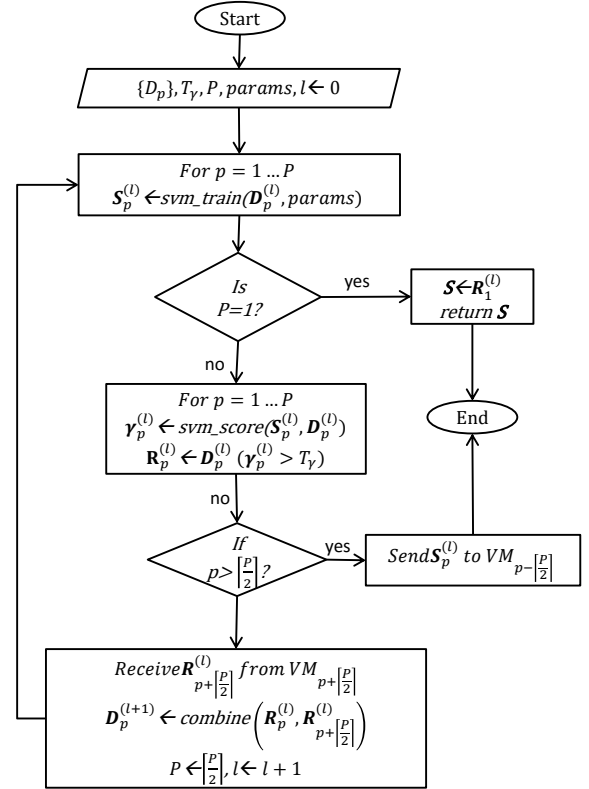 Start
{D_p}, T_γ, P, params, l ← 0
For p = 1 … P
S_p^(l) ← svm_train(D_p^(l), params)
Is
P=1?
yes
S ← R_1^(l)
return S
no
For p = 1 … P
γ_p^(l) ← svm_score(S_p^(l), D_p^(l))
R_p^(l) ← D_p^(l) (γ_p^(l) > T_γ)
End
no
If
p > ⌈P/2⌉ ?
yes
Send S_p^(l) to VM_{p−⌈P/2⌉}
Receive R_{p+⌈P/2⌉}^(l) from VM_{p+⌈P/2⌉}
D_p^(l+1) ← combine(R_p^(l), R_{p+⌈P/2⌉}^(l))
P ← ⌈P/2⌉, l ← l + 1